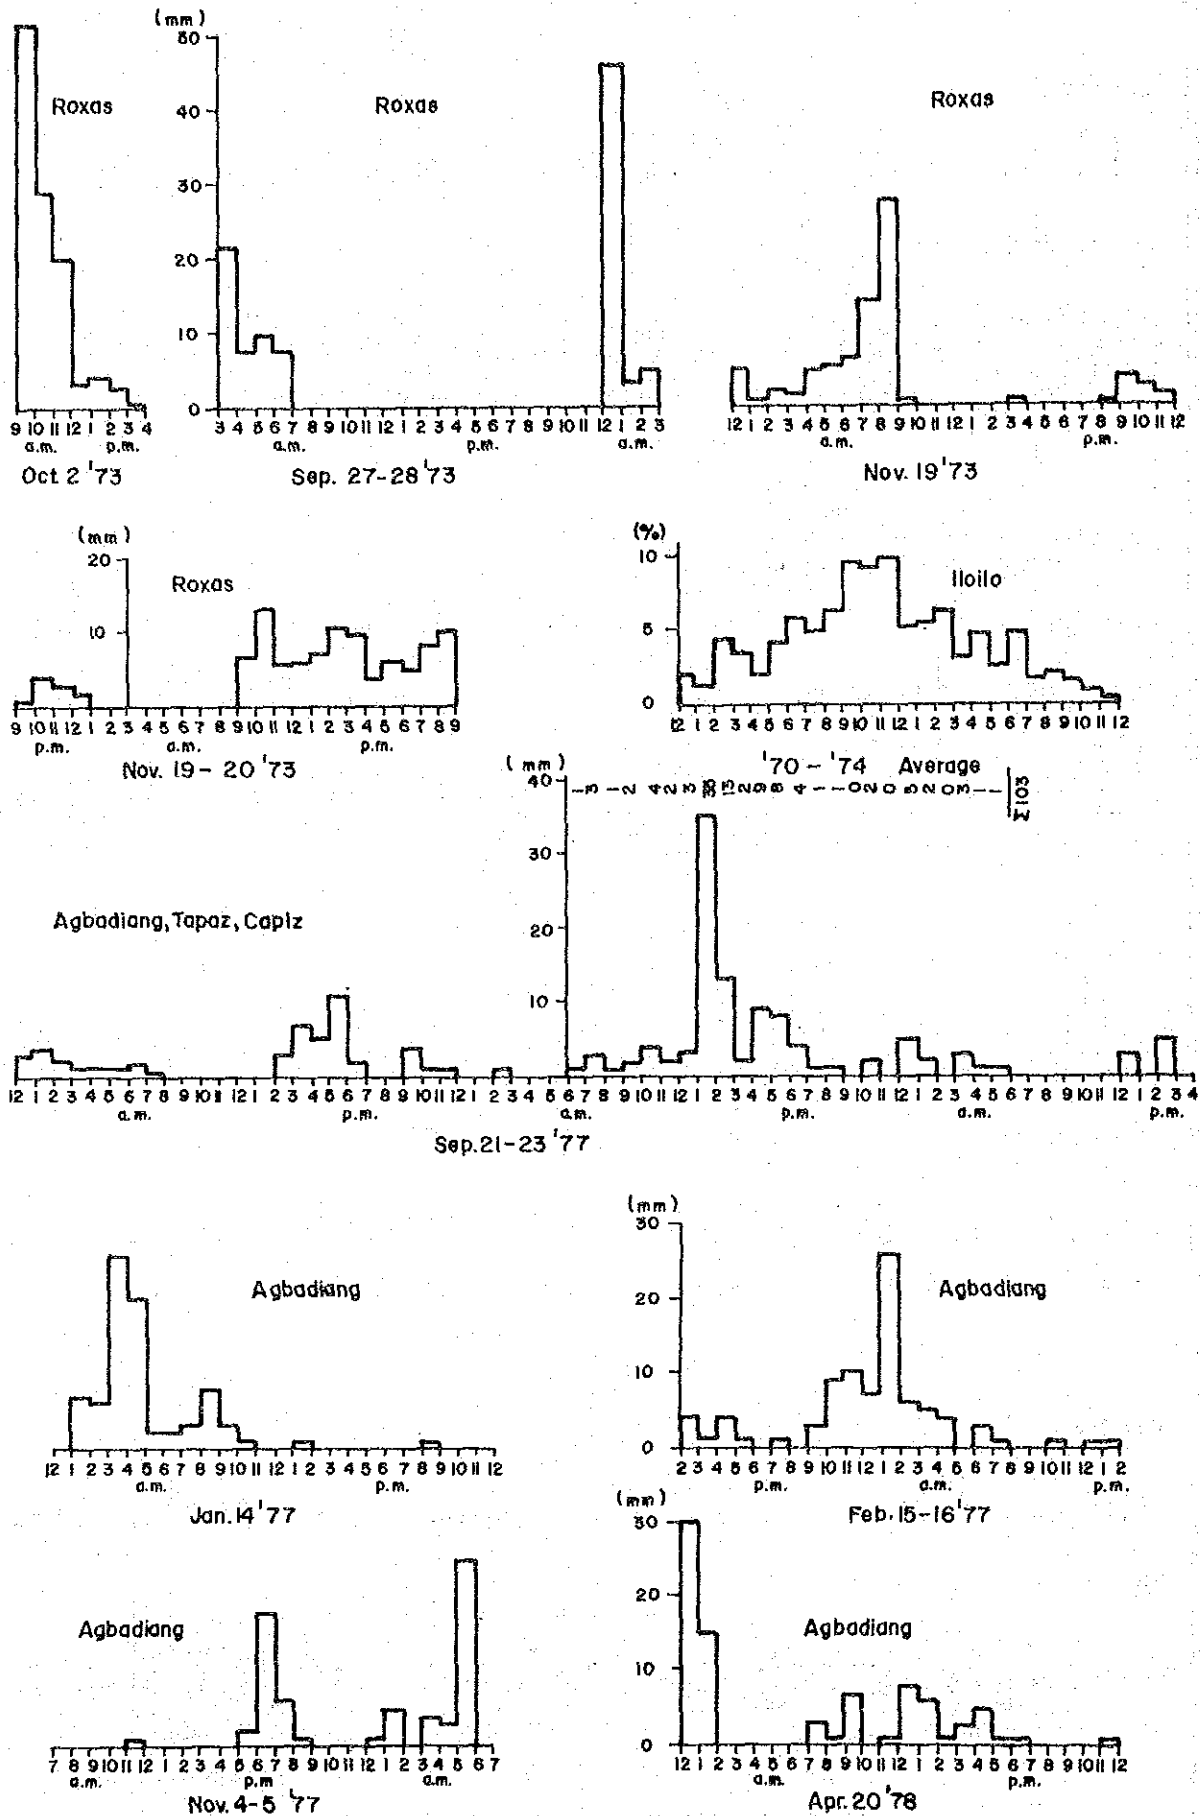 (mm)
50
40
30
20
10
0
Roxas
Roxas
Roxas
9 10 11 12 1 2 3 4
a.m. p.m.
Oct. 2 '73
3 4 5 6 7 8 9 10 11 12 1 2 3 4 5 6 7 8 9 10 11 12 1 2 3
a.m. p.m. a.m.
Sep. 27-28 '73
12 1 2 3 4 5 6 7 8 9 10 11 12 1 2 3 4 5 6 7 8 9 10 11 12
a.m. p.m.
Nov. 19 '73
(mm)
20
10
Roxas
9 10 11 12 1 2 3 4 5 6 7 8 9 10 11 12 1 2 3 4 5 6 7 8 9
p.m. a.m. p.m.
Nov. 19-20 '73
(%)
10
5
0
Iloilo
12 1 2 3 4 5 6 7 8 9 10 11 12 1 2 3 4 5 6 7 8 9 10 11 12
'70-'74 Average
(mm)
40
30
20
10
Σ103
Agbadiang, Tapaz, Capiz
12 1 2 3 4 5 6 7 8 9 10 11 12 1 2 3 4 5 6 7 8 9 10 11 12 1 2 3 4 5 6 7 8 9 10 11 12 1 2 3 4 5 6 7 8 9 10 11 12 1 2 3 4 5 6 7 8 9 10 11 12 1 2 3 4
a.m. p.m. a.m. p.m. a.m. p.m.
Sep. 21-23 '77
Agbadiang
12 1 2 3 4 5 6 7 8 9 10 11 12 1 2 3 4 5 6 7 8 9 10 11 12
a.m. p.m.
Jan. 14 '77
(mm)
30
20
10
0
Agbadiang
2 3 4 5 6 7 8 9 10 11 12 1 2 3 4 5 6 7 8 9 10 11 12 1 2
p.m. a.m. p.m.
Feb. 15-16 '77
Agbadiang
7 8 9 10 11 12 1 2 3 4 5 6 7 8 9 10 11 12 1 2 3 4 5 6 7
a.m. p.m a.m.
Nov. 4-5 '77
(mm)
30
20
10
0
Agbadiang
12 1 2 3 4 5 6 7 8 9 10 11 12 1 2 3 4 5 6 7 8 9 10 11 12
a.m. p.m.
Apr. 20 '78